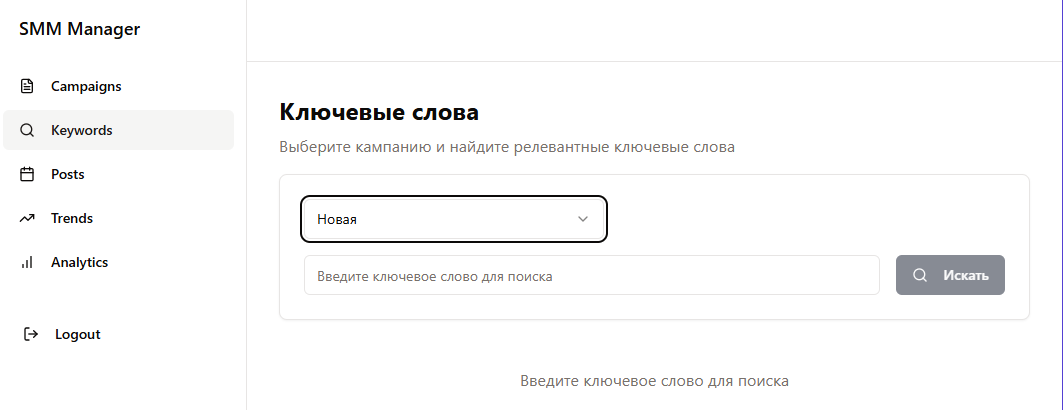 SMM Manager
Campaigns
Keywords
Posts
Trends
Analytics
Logout
Ключевые слова
Выберите кампанию и найдите релевантные ключевые слова
Новая
Введите ключевое слово для поиска
Искать
Введите ключевое слово для поиска